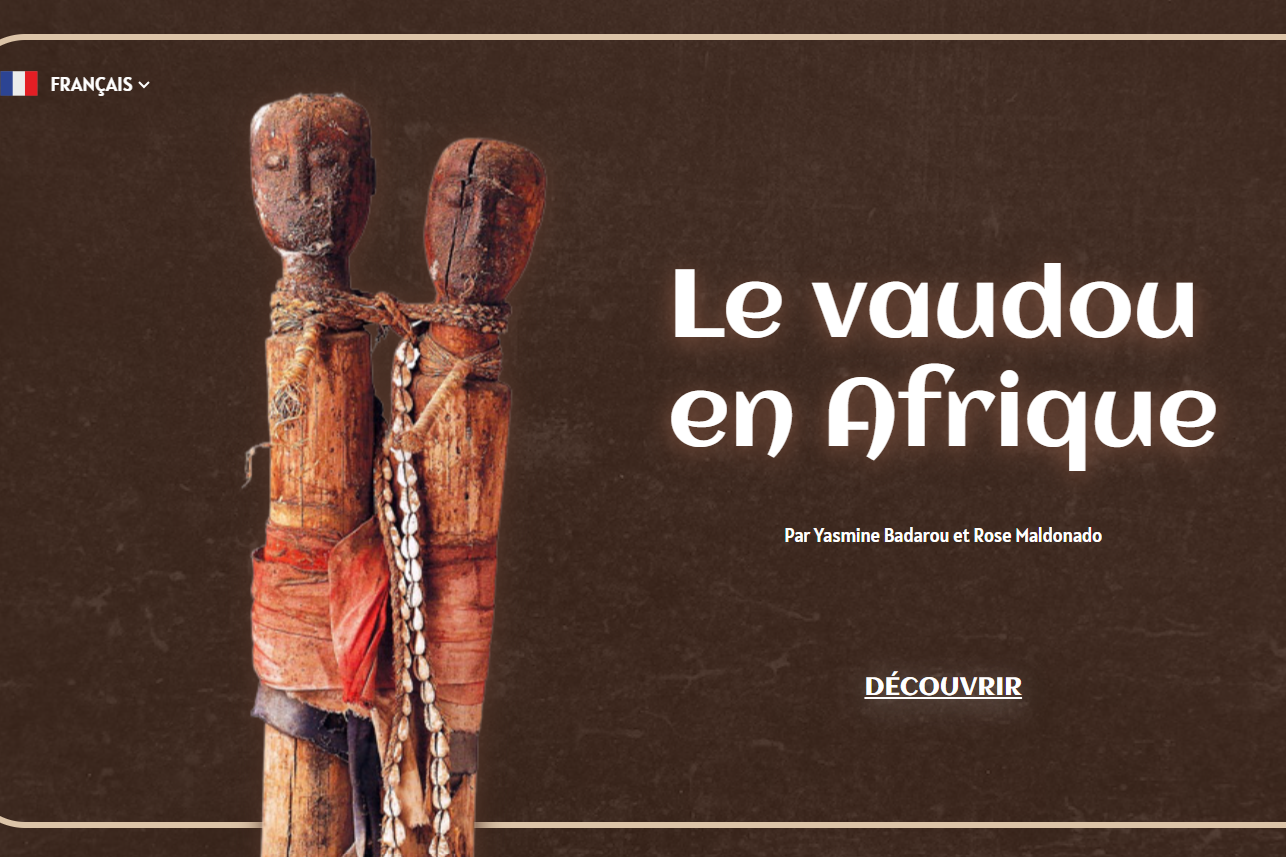 FRANÇAIS
Le vaudou
en Afrique
Par Yasmine Badarou et Rose Maldonado
DÉCOUVRIR